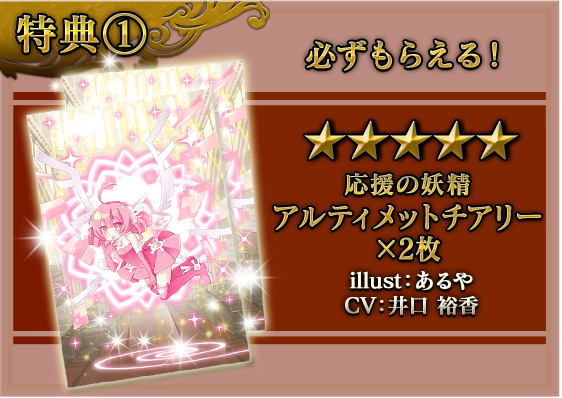 特典①
必ずもらえる！
★★★★★
応援の妖精
アルティメットチアリー
×2枚
illust：あるや
CV：井口 裕香